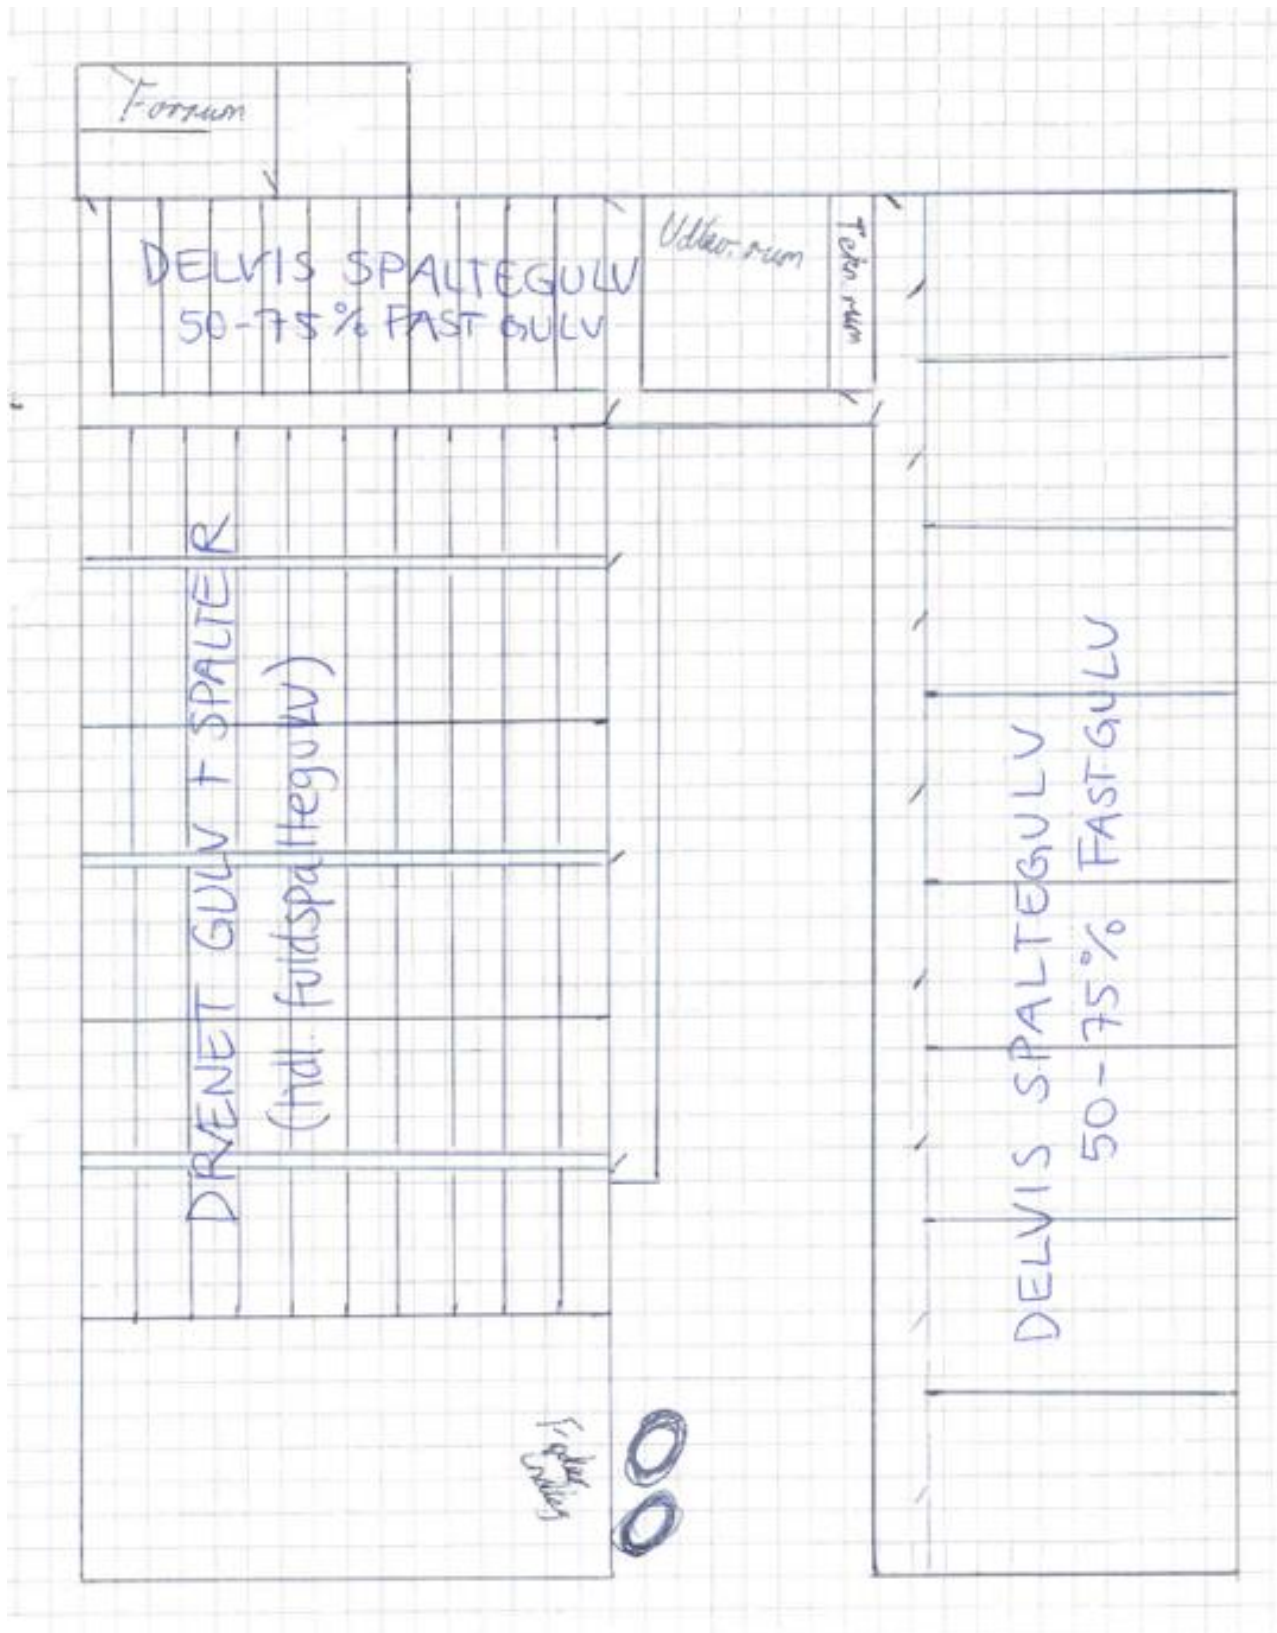 Forrum
DELVIS SPALTEGULV
50-75% FAST GULV
Udlev. rum
Tekn. rum
DRÆNET GULV + SPALTER
(tidl. fuldspaltegulv)
DELVIS SPALTEGULV
50-75% FAST GULV